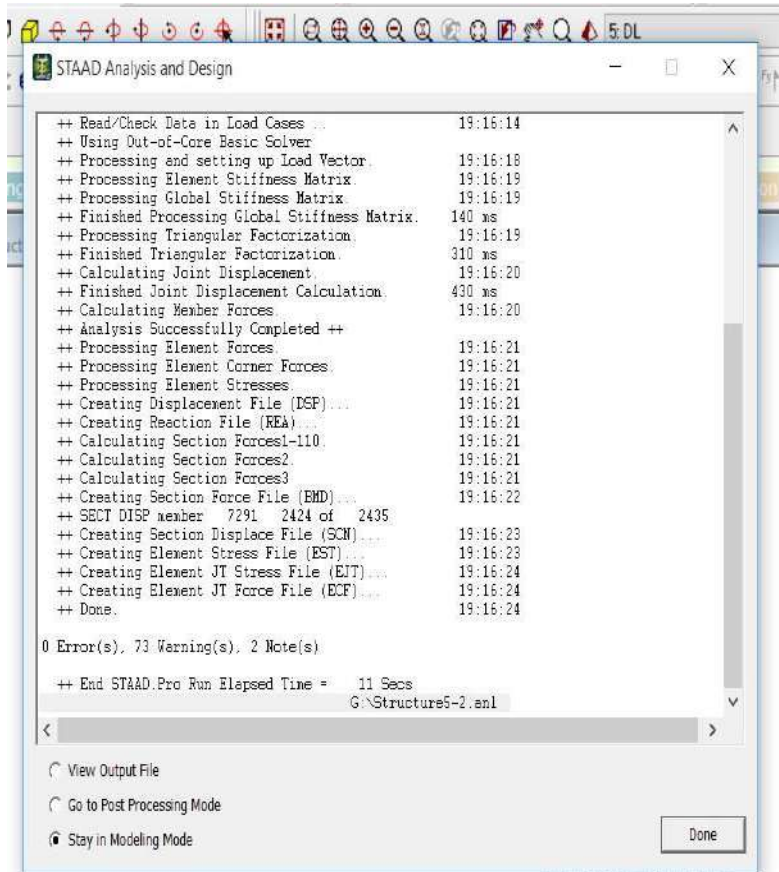 5: DL
STAAD Analysis and Design
++ Read/Check Data in Load Cases ... 19:16:14
++ Using Out-of-Core Basic Solver
++ Processing and setting up Load Vector. 19:16:18
++ Processing Element Stiffness Matrix. 19:16:19
++ Processing Global Stiffness Matrix. 19:16:19
++ Finished Processing Global Stiffness Matrix. 140 ms
++ Processing Triangular Factorization. 19:16:19
++ Finished Triangular Factorization. 310 ms
++ Calculating Joint Displacement. 19:16:20
++ Finished Joint Displacement Calculation. 430 ms
++ Calculating Member Forces. 19:16:20
++ Analysis Successfully Completed ++
++ Processing Element Forces. 19:16:21
++ Processing Element Corner Forces. 19:16:21
++ Processing Element Stresses. 19:16:21
++ Creating Displacement File (DSP)... 19:16:21
++ Creating Reaction File (REA)... 19:16:21
++ Calculating Section Forces1-110. 19:16:21
++ Calculating Section Forces2. 19:16:21
++ Calculating Section Forces3 19:16:21
++ Creating Section Force File (BMD)... 19:16:22
++ SECT DISP member 7291 2424 of 2435
++ Creating Section Displace File (SCN)... 19:16:23
++ Creating Element Stress File (EST)... 19:16:23
++ Creating Element JT Stress File (EJT)... 19:16:24
++ Creating Element JT Force File (ECF)... 19:16:24
++ Done. 19:16:24
0 Error(s), 73 Warning(s), 2 Note(s)
++ End STAAD.Pro Run Elapsed Time = 11 Secs
G:\Structure5-2.anl
View Output File
Go to Post Processing Mode
Stay in Modeling Mode
Done